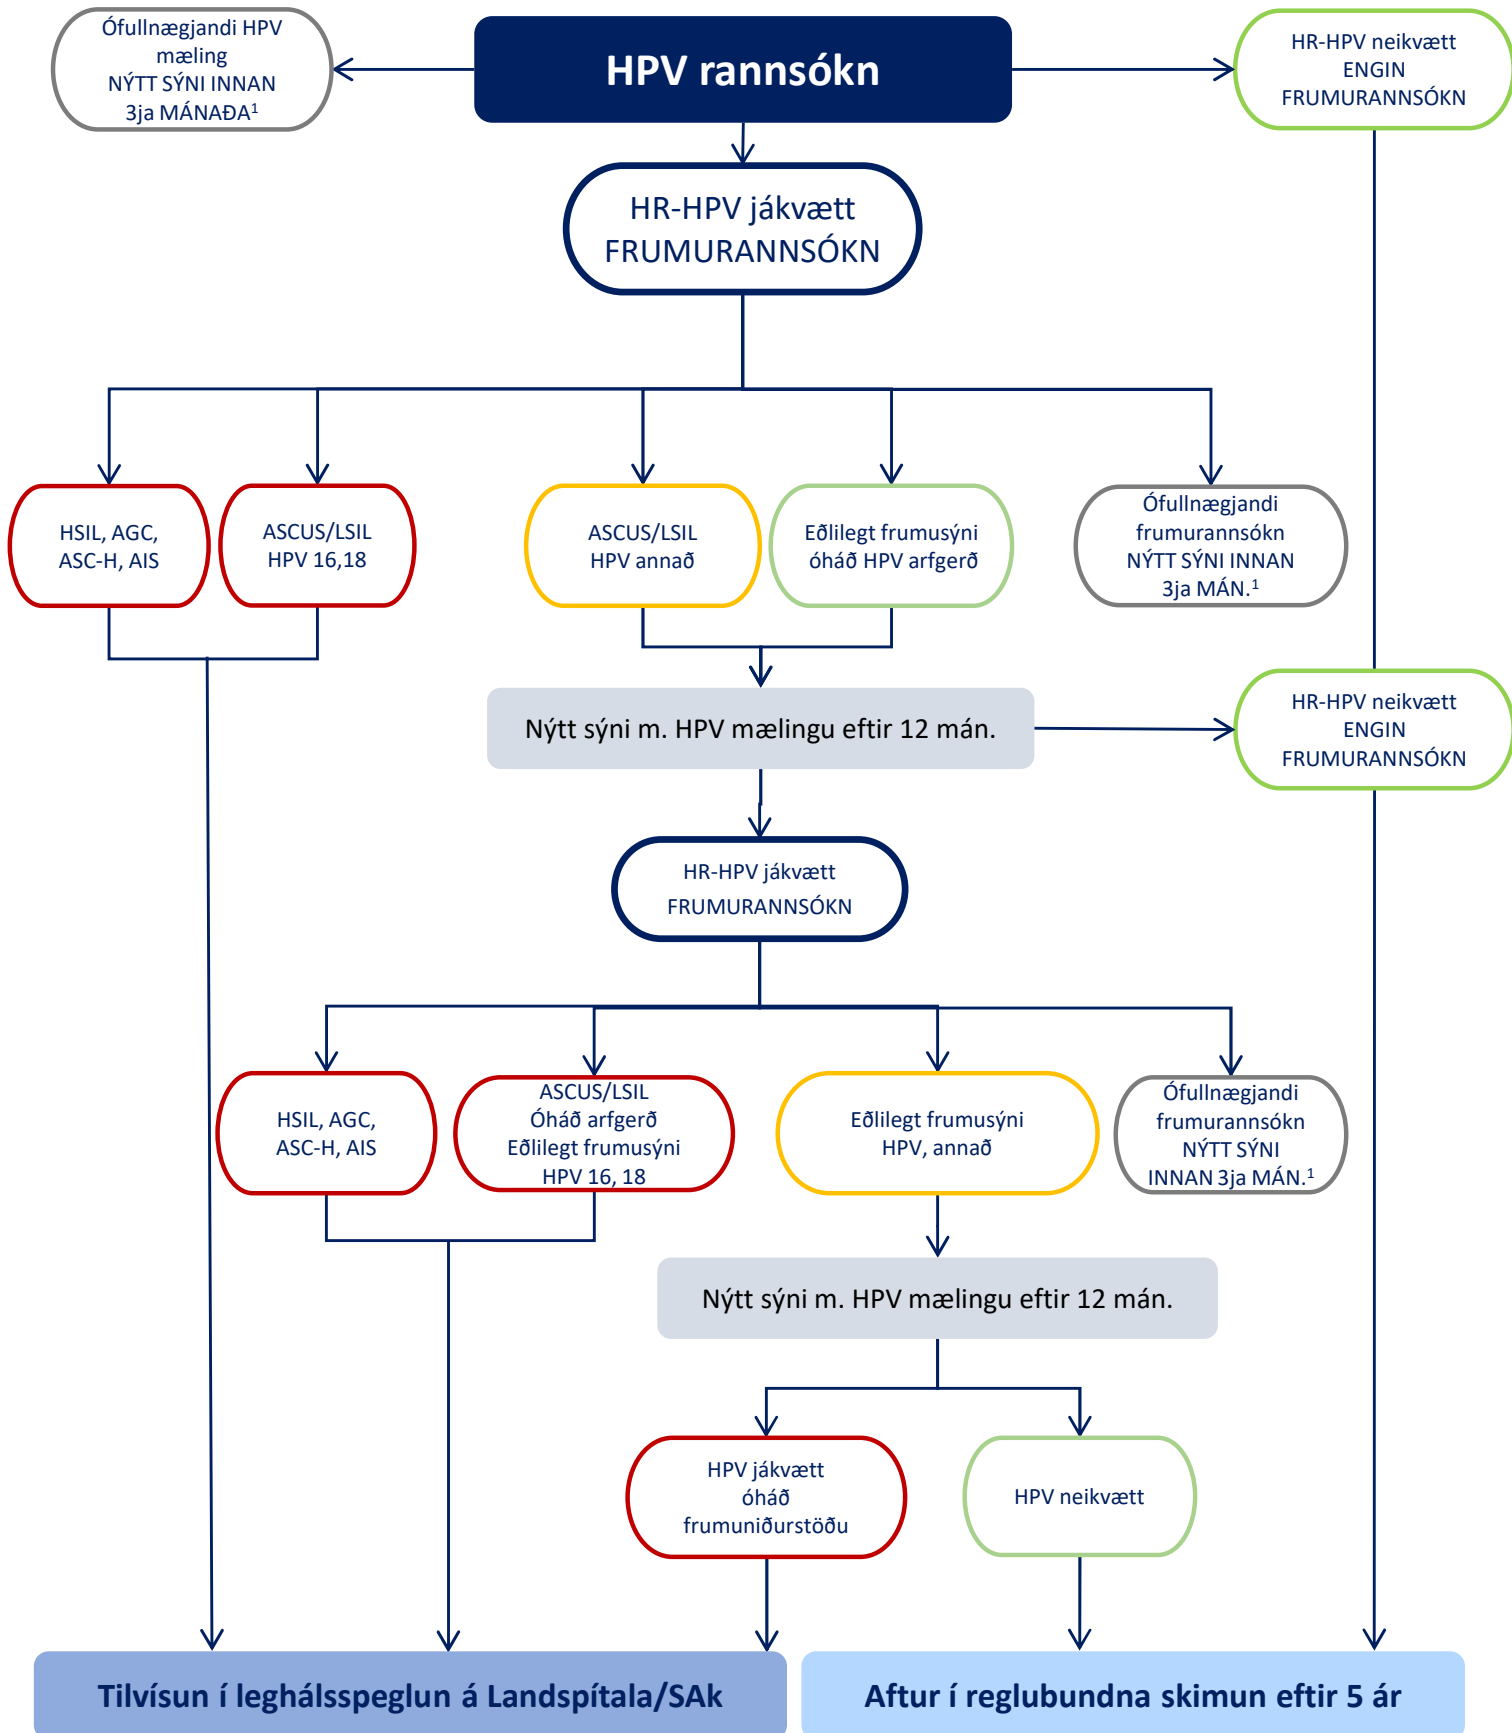 Ófullnægjandi HPV
mæling
NÝTT SÝNI INNAN
3ja MÁNAÐA¹
HPV rannsókn
HR-HPV neikvætt
ENGIN
FRUMURANNSÓKN
HR-HPV jákvætt
FRUMURANNSÓKN
HSIL, AGC,
ASC-H, AIS
ASCUS/LSIL
HPV 16,18
ASCUS/LSIL
HPV annað
Eðlilegt frumusýni
óháð HPV arfgerð
Ófullnægjandi
frumurannsókn
NÝTT SÝNI INNAN
3ja MÁN.¹
Nýtt sýni m. HPV mælingu eftir 12 mán.
HR-HPV neikvætt
ENGIN
FRUMURANNSÓKN
HR-HPV jákvætt
FRUMURANNSÓKN
HSIL, AGC,
ASC-H, AIS
ASCUS/LSIL
Óháð arfgerð
Eðlilegt frumusýni
HPV 16, 18
Eðlilegt frumusýni
HPV, annað
Ófullnægjandi
frumurannsókn
NÝTT SÝNI
INNAN 3ja MÁN.¹
Nýtt sýni m. HPV mælingu eftir 12 mán.
HPV jákvætt
óháð
frumuniðurstöðu
HPV neikvætt
Tilvísun í leghálsspeglun á Landspítala/SAk
Aftur í reglubundna skimun eftir 5 ár